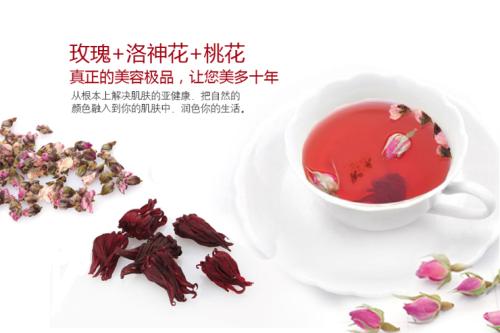 玫瑰+洛神花+桃花
真正的美容极品，让您美多十年
从根本上解决肌肤的亚健康、把自然的
颜色融入到你的肌肤中、润色你的生活。